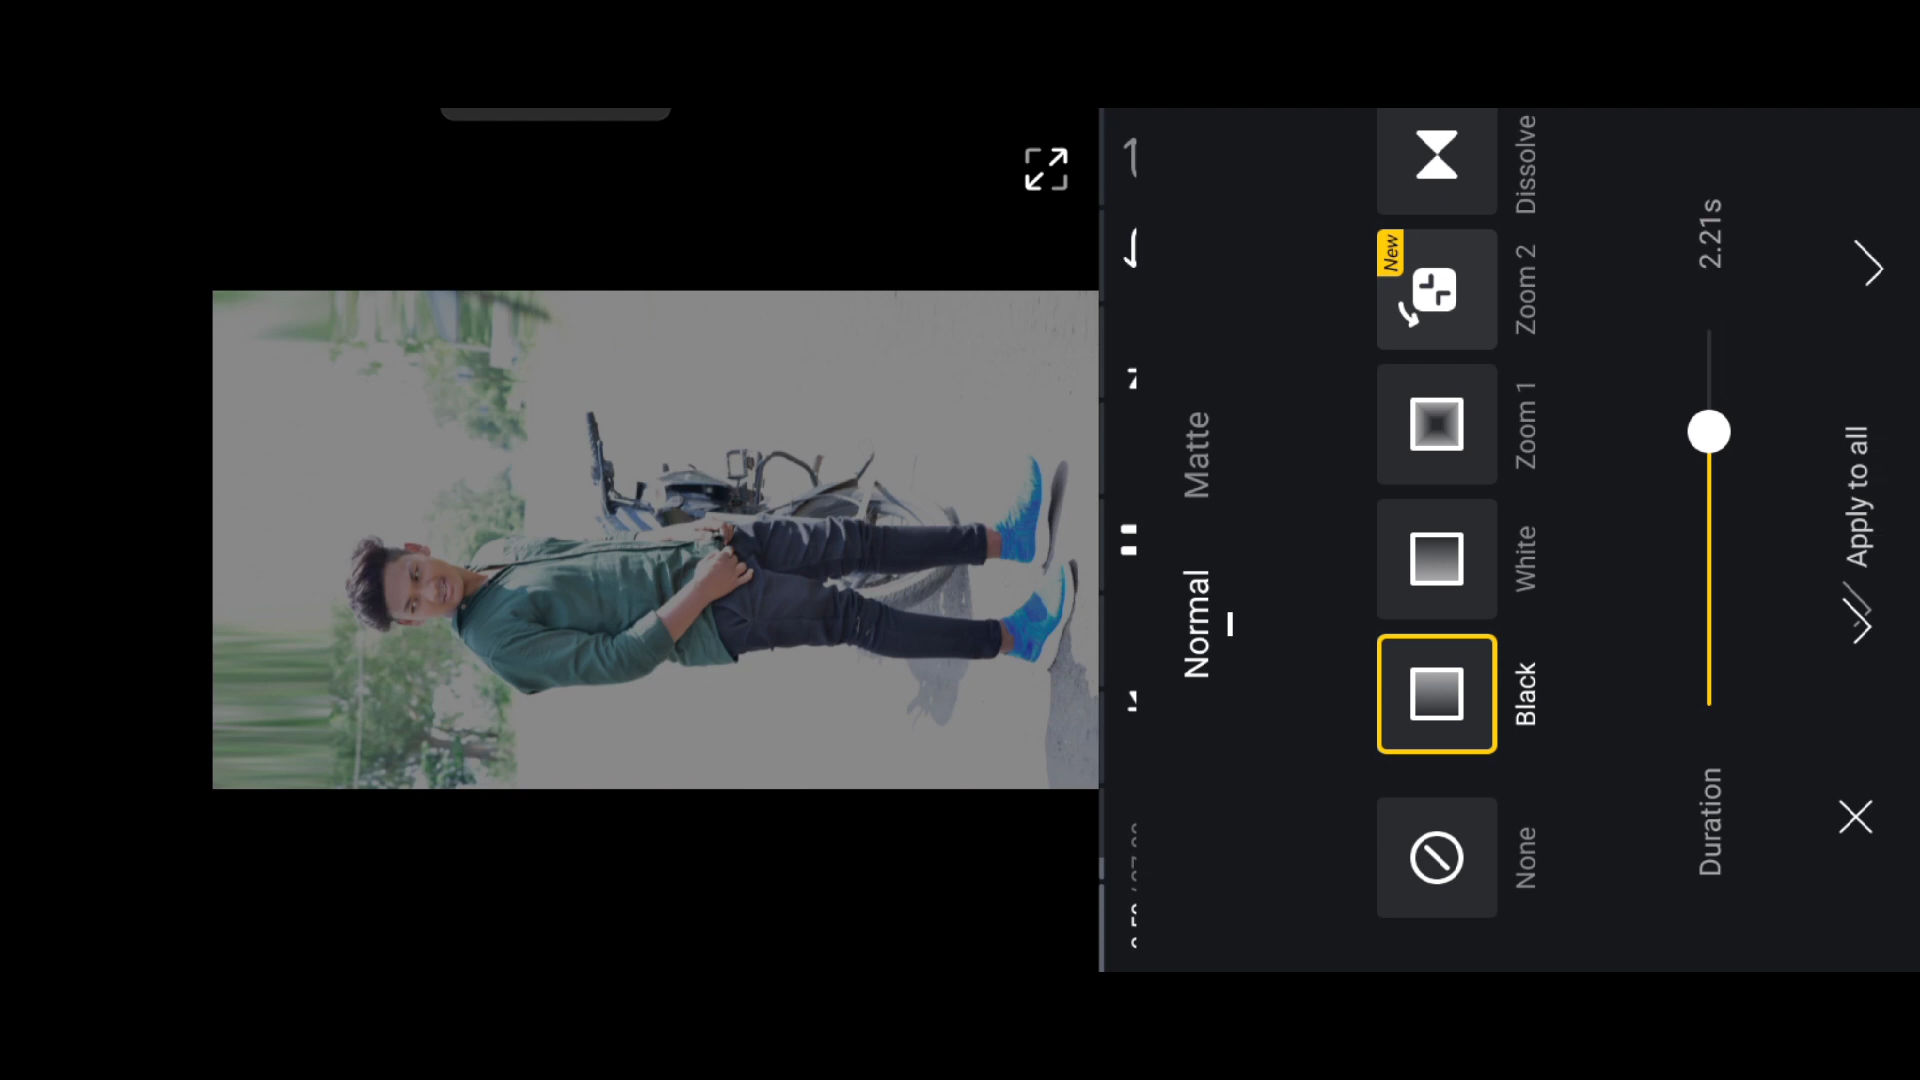 Normal
Matte
None
Black
White
Zoom 1
New
Zoom 2
Dissolve
Duration
2.21s
Apply to all